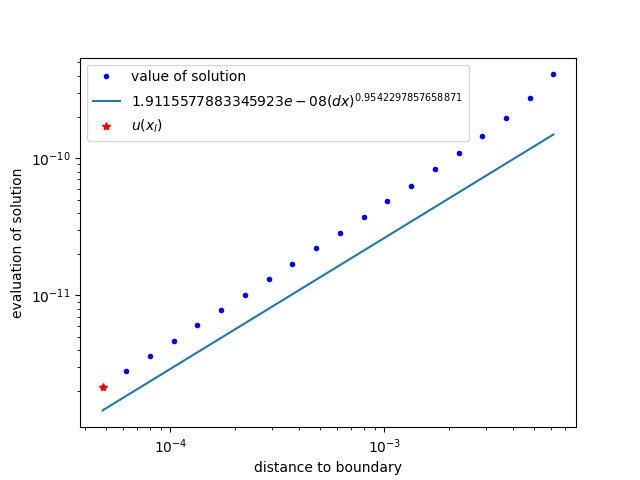 value of solution
1.9115577883345923e − 08(dx)^0.9542297857658871
u(x_l)
10^−10
10^−11
evaluation of solution
10^−4
10^−3
distance to boundary